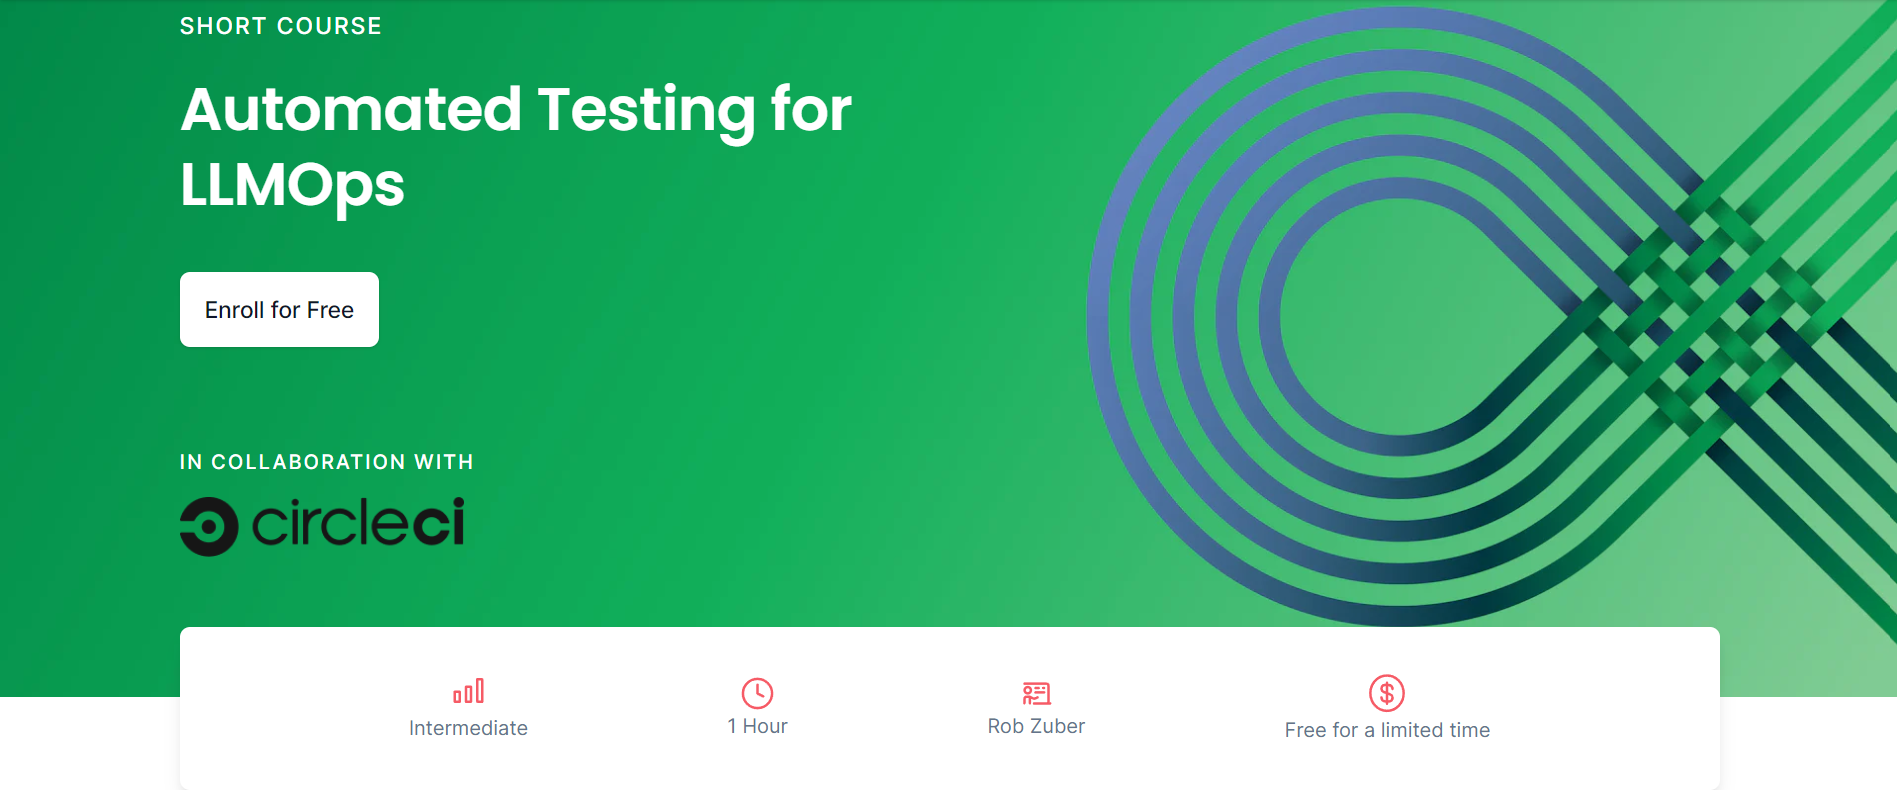 SHORT COURSE
Automated Testing for
LLMOps
Enroll for Free
IN COLLABORATION WITH
circleci
Intermediate
1 Hour
Rob Zuber
Free for a limited time